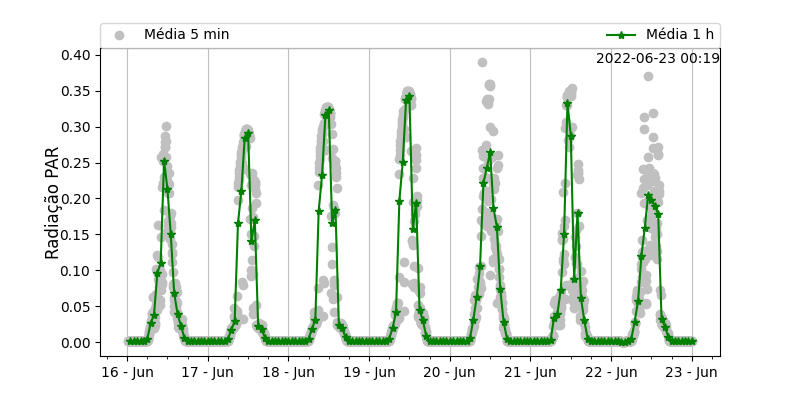 Média 5 min
Média 1 h
2022-06-23 00:19
Radiação PAR
0.40
0.35
0.30
0.25
0.20
0.15
0.10
0.05
0.00
16 - Jun
17 - Jun
18 - Jun
19 - Jun
20 - Jun
21 - Jun
22 - Jun
23 - Jun